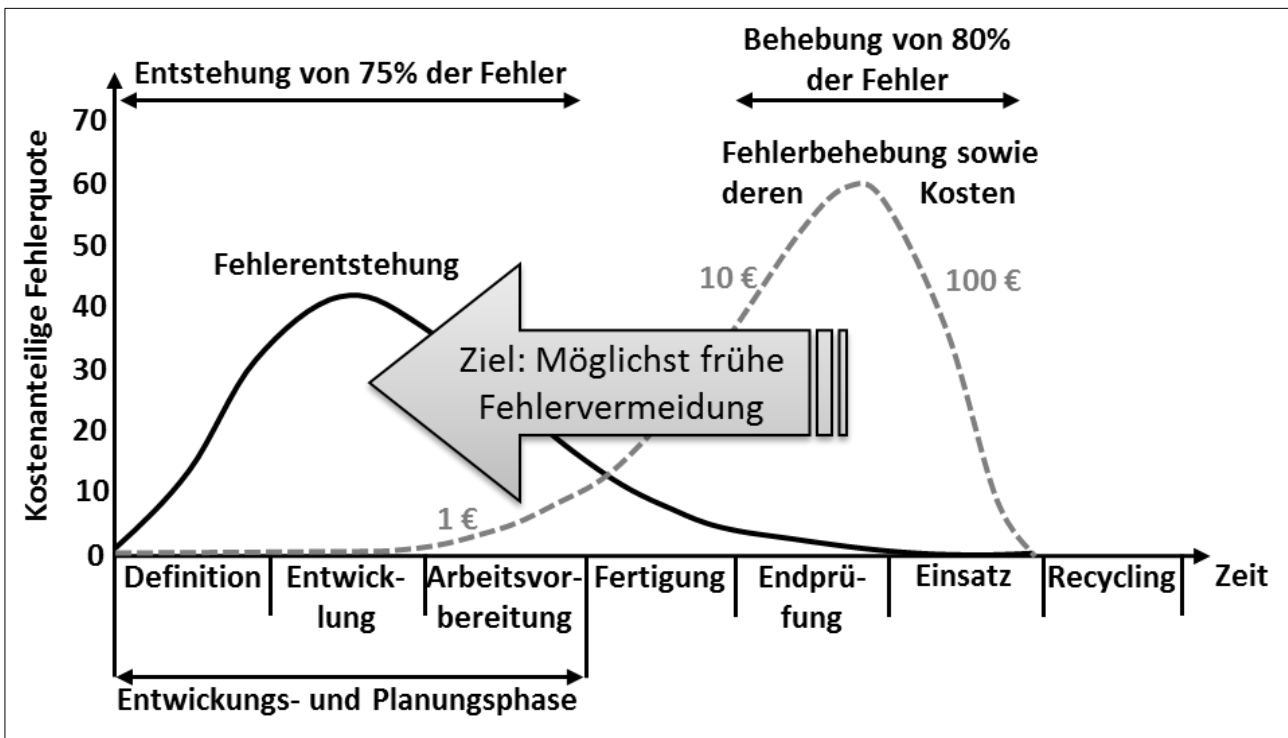 Behebung von 80%
der Fehler
Entstehung von 75% der Fehler
Kostenanteilige Fehlerquote
70
60
50
40
30
20
10
0
Fehlerbehebung sowie
deren Kosten
Fehlerentstehung
10 €
100 €
1 €
Ziel: Möglichst frühe
Fehlervermeidung
Definition
Entwick-
lung
Arbeitsvor-
bereitung
Fertigung
Endprü-
fung
Einsatz
Recycling
Zeit
Entwickungs- und Planungsphase